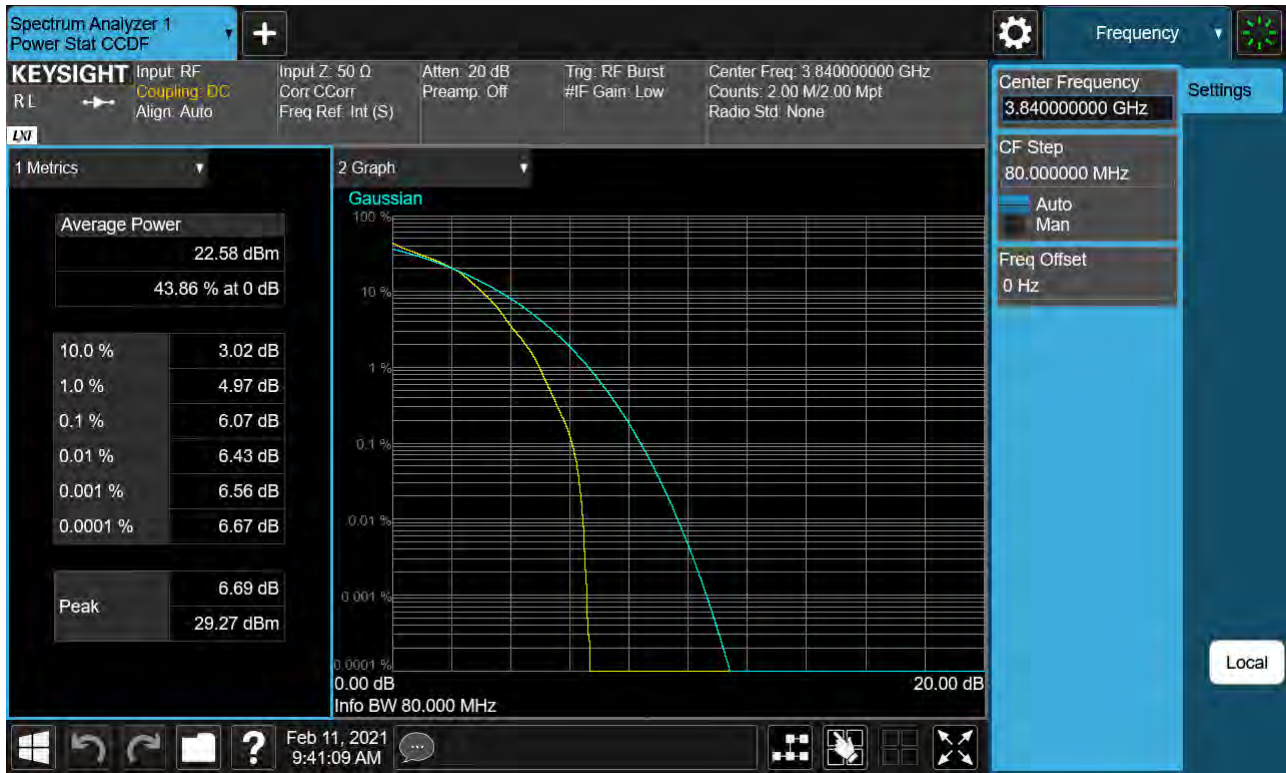 Spectrum Analyzer 1
Power Stat CCDF
Frequency
KEYSIGHT
RL
LXI
Input: RF
Coupling: DC
Align: Auto
Input Z: 50 Ω
Corr CCorr
Freq Ref: Int (S)
Atten: 20 dB
Preamp: Off
Trig: RF Burst
#IF Gain: Low
Center Freq: 3.840000000 GHz
Counts: 2.00 M/2.00 Mpt
Radio Std: None
Center Frequency
3.840000000 GHz
Settings
CF Step
80.000000 MHz
Auto
Man
Freq Offset
0 Hz
Local
1 Metrics
Average Power
22.58 dBm
43.86 % at 0 dB
10.0 % 3.02 dB
1.0 % 4.97 dB
0.1 % 6.07 dB
0.01 % 6.43 dB
0.001 % 6.56 dB
0.0001 % 6.67 dB
Peak
6.69 dB
29.27 dBm
2 Graph
Gaussian
100 %
10 %
1 %
0.1 %
0.01 %
0.001 %
0.0001 %
0.00 dB 20.00 dB
Info BW 80.000 MHz
?
Feb 11, 2021
9:41:09 AM